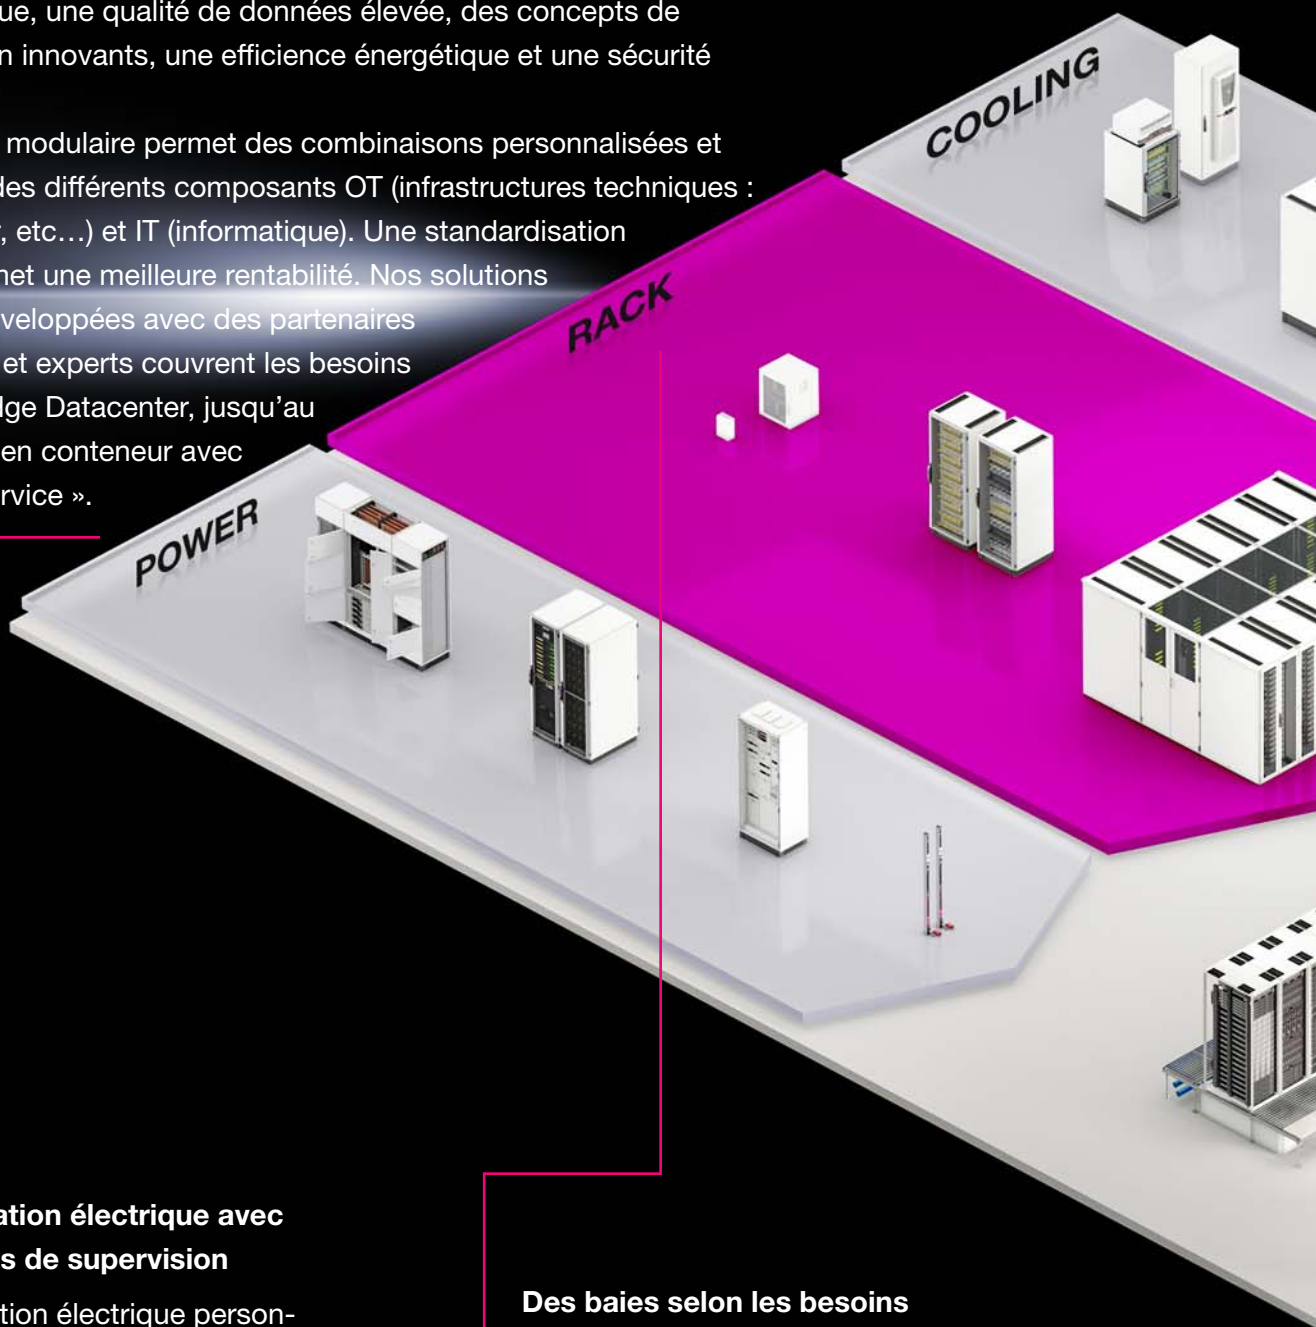 ue, une qualité de données élevée, des concepts de
n innovants, une efficience énergétique et une sécurité
modulaire permet des combinaisons personnalisées et
des différents composants OT (infrastructures techniques :
, etc…) et IT (informatique). Une standardisation
met une meilleure rentabilité. Nos solutions
veloppées avec des partenaires
et experts couvrent les besoins
dge Datacenter, jusqu’au
en conteneur avec
rvice ».
COOLING
RACK
POWER
ation électrique avec
s de supervision
tion électrique person-
Des baies selon les besoins